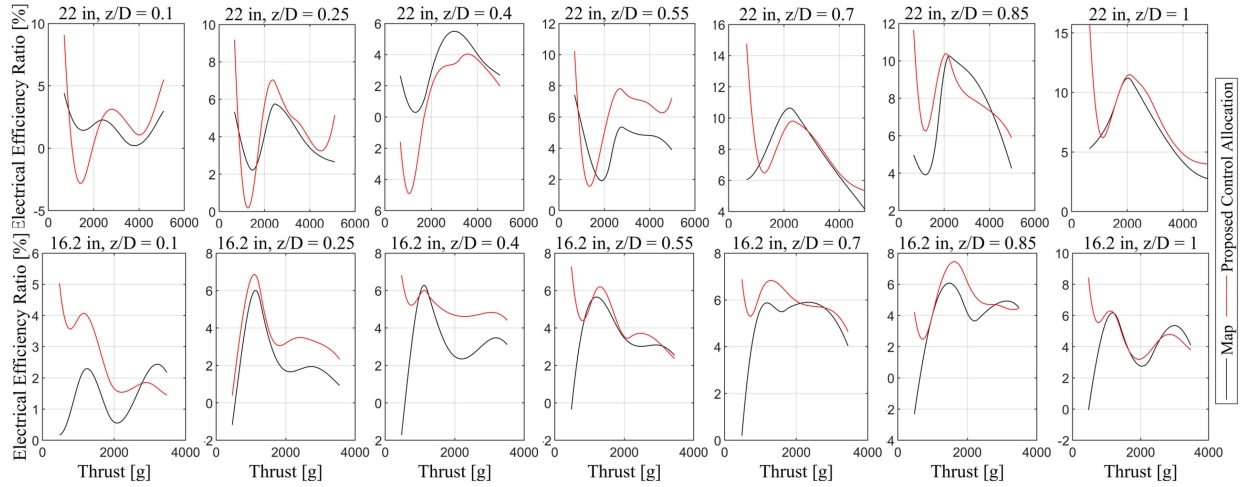 22 in, z/D = 0.1
22 in, z/D = 0.25
22 in, z/D = 0.4
22 in, z/D = 0.55
22 in, z/D = 0.7
22 in, z/D = 0.85
22 in, z/D = 1
Electrical Efficiency Ratio [%]
10
5
0
-5
0 2000 4000 6000
10
8
6
4
2
0
0 2000 4000 6000
8
6
4
2
0
2
4
6
0 2000 4000 6000
12
10
8
6
4
2
0
0 2000 4000 6000
16
14
12
10
8
6
4
0 2000 4000
12
10
8
6
4
2
0 2000 4000 6000
15
10
5
0
0 2000 4000
16.2 in, z/D = 0.1
16.2 in, z/D = 0.25
16.2 in, z/D = 0.4
16.2 in, z/D = 0.55
16.2 in, z/D = 0.7
16.2 in, z/D = 0.85
16.2 in, z/D = 1
Electrical Efficiency Ratio [%]
6
5
4
3
2
1
0
0 2000 4000
8
6
4
2
0
-2
0 2000 4000
8
6
4
2
0
-2
0 2000 4000
8
6
4
2
0
-2
0 2000 4000
8
6
4
2
0
0 2000 4000
8
6
4
2
0
-2
-4
0 2000 4000
10
8
6
4
2
0
-2
0 2000 4000
Thrust [g]
Thrust [g]
Thrust [g]
Thrust [g]
Thrust [g]
Thrust [g]
Thrust [g]
Map
Proposed Control Allocation